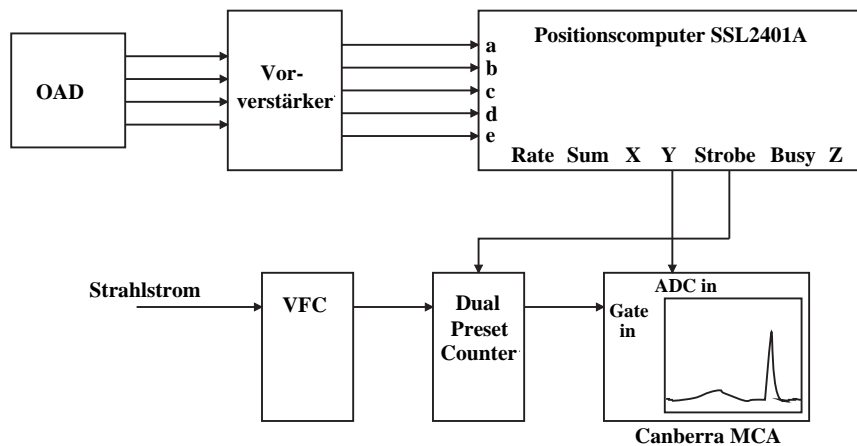 OAD
Vor-
verstärker
Positionscomputer SSL2401A
a
b
c
d
e
Rate Sum X Y Strobe Busy Z
Strahlstrom
VFC
Dual
Preset
Counter
ADC in
Gate
in
Canberra MCA